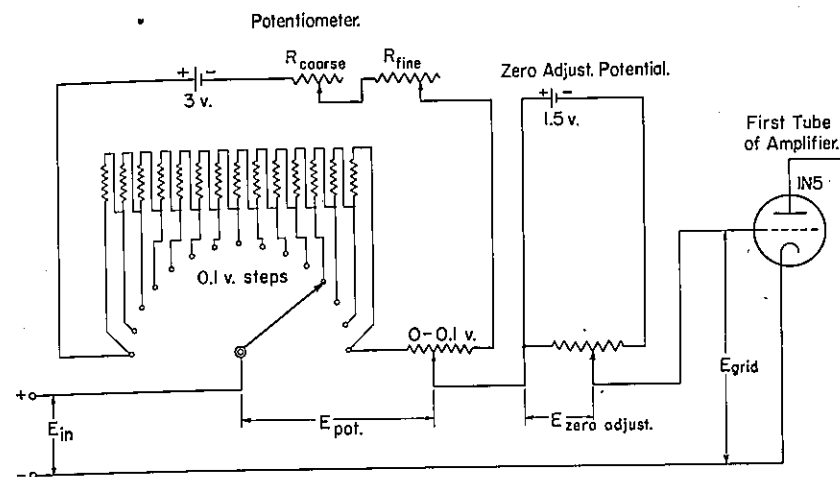 Potentiometer.
R coarse
R fine
+ -
3 v.
Zero Adjust. Potential.
+ -
1.5 v.
First Tube
of Amplifier.
1N5
0.1 v. steps
0-0.1 v.
+
E in
-
E pot.
E zero adjust.
E grid